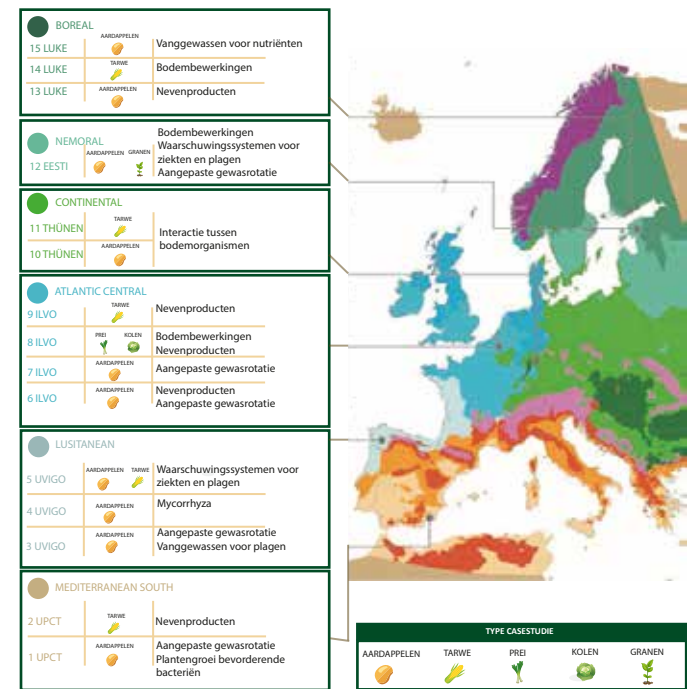 BOREAL
15 LUKE
AARDAPPELEN
Vanggewassen voor nutriënten
14 LUKE
TARWE
Bodembewerkingen
13 LUKE
AARDAPPELEN
Nevenproducten
NEMORAL
12 EESTI
AARDAPPELEN GRANEN
Bodembewerkingen
Waarschuwingssystemen voor
ziekten en plagen
Aangepaste gewasrotatie
CONTINENTAL
11 THÜNEN
TARWE
10 THÜNEN
AARDAPPELEN
Interactie tussen
bodemorganismen
ATLANTIC CENTRAL
9 ILVO
TARWE
Nevenproducten
8 ILVO
PREI KOLEN
Bodembewerkingen
Nevenproducten
7 ILVO
AARDAPPELEN
Aangepaste gewasrotatie
6 ILVO
AARDAPPELEN
Nevenproducten
Aangepaste gewasrotatie
LUSITANEAN
5 UVIGO
AARDAPPELEN TARWE
Waarschuwingssystemen voor
ziekten en plagen
4 UVIGO
AARDAPPELEN
Mycorrhyza
3 UVIGO
AARDAPPELEN
Aangepaste gewasrotatie
Vanggewassen voor plagen
MEDITERRANEAN SOUTH
2 UPCT
TARWE
Nevenproducten
1 UPCT
AARDAPPELEN
Aangepaste gewasrotatie
Plantengroei bevorderende
bacteriën
TYPE CASESTUDIE
AARDAPPELEN TARWE PREI KOLEN GRANEN